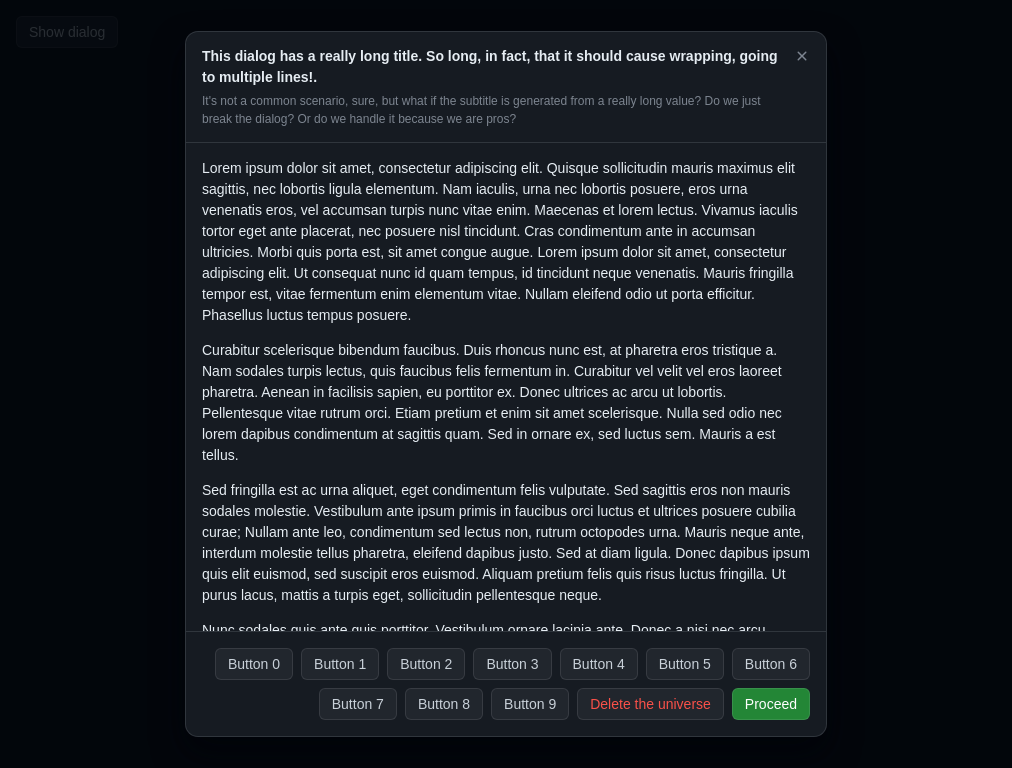 Show dialog
This dialog has a really long title. So long, in fact, that it should cause wrapping, going
to multiple lines!.
It's not a common scenario, sure, but what if the subtitle is generated from a really long value? Do we just
break the dialog? Or do we handle it because we are pros?
Lorem ipsum dolor sit amet, consectetur adipiscing elit. Quisque sollicitudin mauris maximus elit
sagittis, nec lobortis ligula elementum. Nam iaculis, urna nec lobortis posuere, eros urna
venenatis eros, vel accumsan turpis nunc vitae enim. Maecenas et lorem lectus. Vivamus iaculis
tortor eget ante placerat, nec posuere nisl tincidunt. Cras condimentum ante in accumsan
ultricies. Morbi quis porta est, sit amet congue augue. Lorem ipsum dolor sit amet, consectetur
adipiscing elit. Ut consequat nunc id quam tempus, id tincidunt neque venenatis. Mauris fringilla
tempor est, vitae fermentum enim elementum vitae. Nullam eleifend odio ut porta efficitur.
Phasellus luctus tempus posuere.
Curabitur scelerisque bibendum faucibus. Duis rhoncus nunc est, at pharetra eros tristique a.
Nam sodales turpis lectus, quis faucibus felis fermentum in. Curabitur vel velit vel eros laoreet
pharetra. Aenean in facilisis sapien, eu porttitor ex. Donec ultrices ac arcu ut lobortis.
Pellentesque vitae rutrum orci. Etiam pretium et enim sit amet scelerisque. Nulla sed odio nec
lorem dapibus condimentum at sagittis quam. Sed in ornare ex, sed luctus sem. Mauris a est
tellus.
Sed fringilla est ac urna aliquet, eget condimentum felis vulputate. Sed sagittis eros non mauris
sodales molestie. Vestibulum ante ipsum primis in faucibus orci luctus et ultrices posuere cubilia
curae; Nullam ante leo, condimentum sed lectus non, rutrum octopodes urna. Mauris neque ante,
interdum molestie tellus pharetra, eleifend dapibus justo. Sed at diam ligula. Donec dapibus ipsum
quis elit euismod, sed suscipit eros euismod. Aliquam pretium felis quis risus luctus fringilla. Ut
purus lacus, mattis a turpis eget, sollicitudin pellentesque neque.
Nunc sodales quis ante quis porttitor. Vestibulum ornare lacinia ante. Donec a nisi nec arcu
Button 0 Button 1 Button 2 Button 3 Button 4 Button 5 Button 6
Button 7 Button 8 Button 9 Delete the universe Proceed